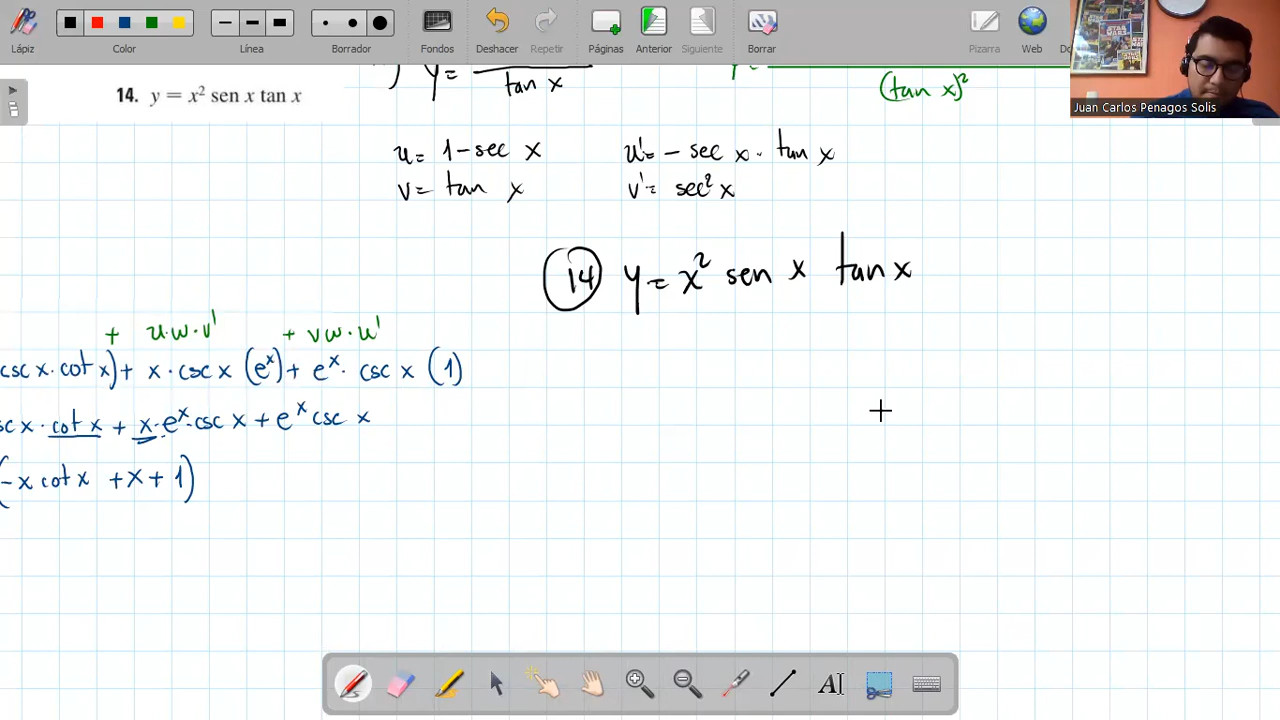 Lápiz
Color
Línea
Borrador
Fondos
Deshacer
Repetir
Páginas
Anterior
Siguiente
Borrar
Pizarra
Web
Juan Carlos Penagos Solis
14. y = x² sen x tan x
y =
tan x
(tan x)²
u = 1 - sec x
u' = - sec x · tan x
v = tan x
v' = sec² x
14 y = x² sen x tan x
+ u·w·v' + vw·u'
csc x · cot x) + x · csc x (eˣ) + eˣ · csc x (1)
x · cot x + x · eˣ · csc x + eˣ csc x
(-x cot x + x + 1)
AI